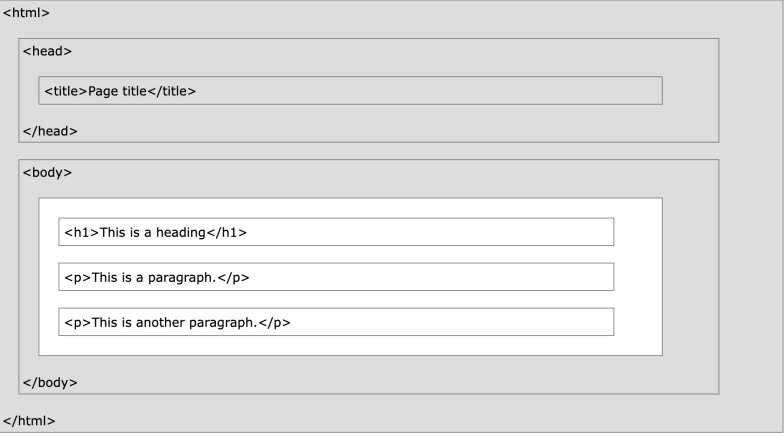 <html>
<head>
<title>Page title</title>
</head>
<body>
<h1>This is a heading</h1>
<p>This is a paragraph.</p>
<p>This is another paragraph.</p>
</body>
</html>